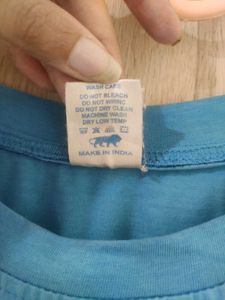 WASH CARE
DO NOT BLEACH
DO NOT WRING
DO NOT DRY CLEAN
MACHINE WASH
DRY LOW TEMP
MAKE IN INDIA